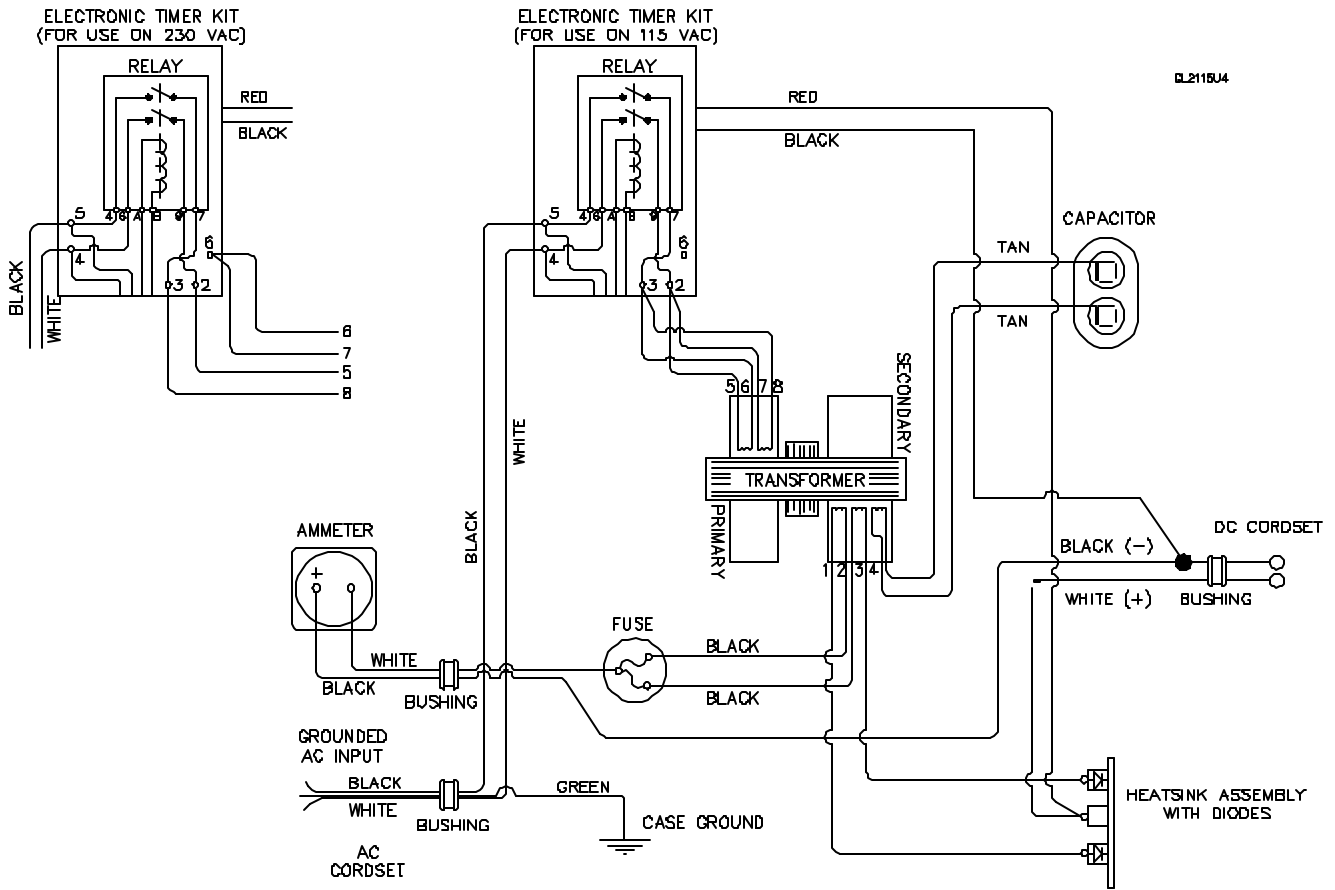 ELECTRONIC TIMER KIT
(FOR USE ON 230 VAC)
RELAY
RED
BLACK
5
4 6 A B 9 7
4
6
3 2
BLACK
WHITE
6
7
5
8
ELECTRONIC TIMER KIT
(FOR USE ON 115 VAC)
RELAY
RED
BLACK
5
4 6 A B 9 7
4
6
3 2
GL2115U4
CAPACITOR
TAN
TAN
5 6 7 8
SECONDARY
TRANSFORMER
PRIMARY
1 2 3 4
WHITE
BLACK
AMMETER
+
WHITE
BLACK
BUSHING
FUSE
BLACK
BLACK
DC CORDSET
BLACK (-)
WHITE (+)
BUSHING
GROUNDED
AC INPUT
BLACK
WHITE
BUSHING
AC
CORDSET
GREEN
CASE GROUND
HEATSINK ASSEMBLY
WITH DIODES